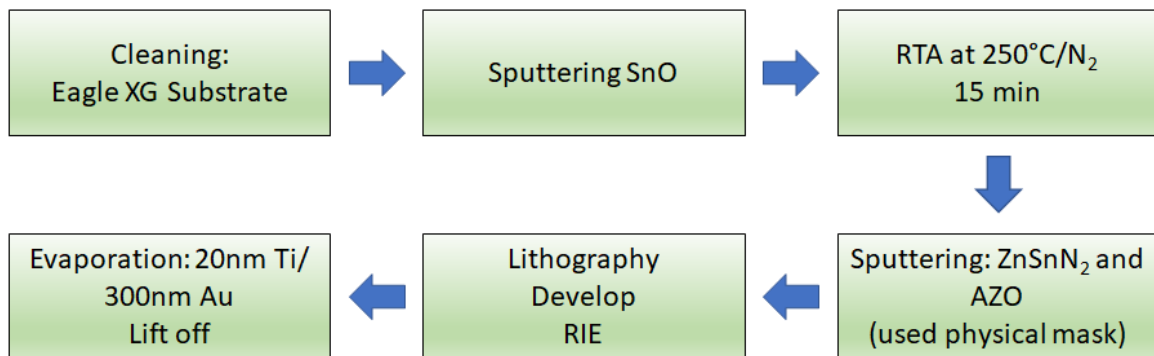 Cleaning:
Eagle XG Substrate
Sputtering SnO
RTA at 250°C/N₂
15 min
Sputtering: ZnSnN₂ and
AZO
(used physical mask)
Lithography
Develop
RIE
Evaporation: 20nm Ti/
300nm Au
Lift off